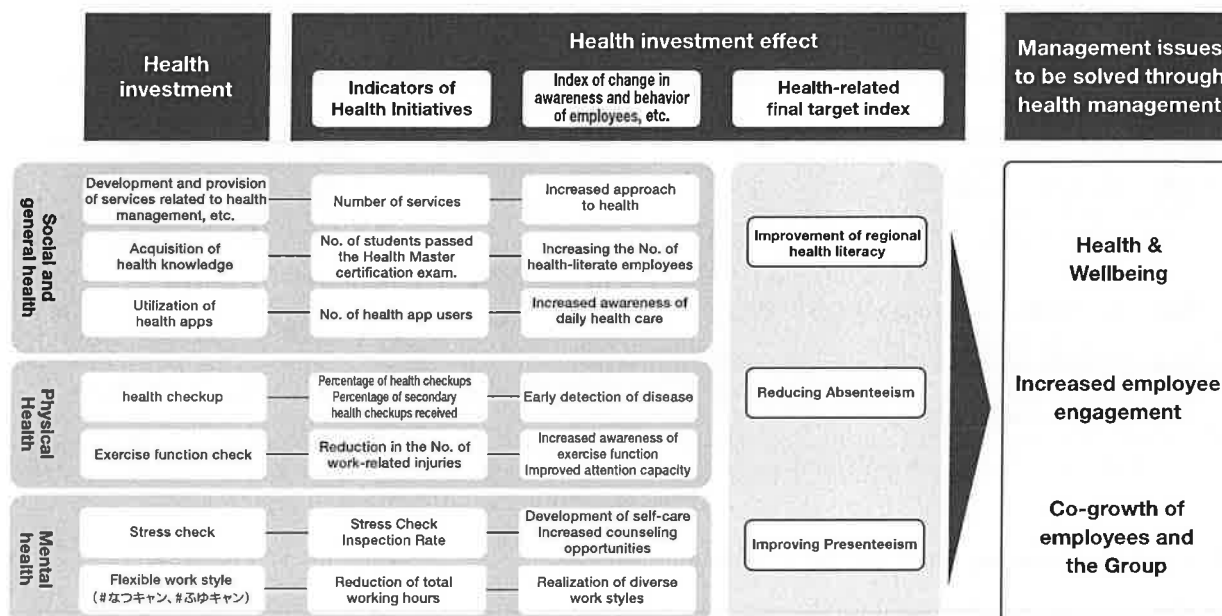 Health
investment
Health investment effect
Indicators of
Health Initiatives
Index of change in
awareness and behavior
of employees, etc.
Health-related
final target index
Management issues
to be solved through
health management
Social and
general health
Development and provision
of services related to health
management, etc.
Number of services
Increased approach
to health
Acquisition of
health knowledge
No. of students passed
the Health Master
certification exam.
Increasing the No. of
health-literate employees
Utilization of
health apps
No. of health app users
Increased awareness of
daily health care
Physical
Health
health checkup
Percentage of health checkups
Percentage of secondary
health checkups received
Early detection of disease
Exercise function check
Reduction in the No. of
work-related injuries
Increased awareness of
exercise function
Improved attention capacity
Mental
health
Stress check
Stress Check
Inspection Rate
Development of self-care
Increased counseling
opportunities
Flexible work style
(#なつキャン、#ふゆキャン)
Reduction of total
working hours
Realization of diverse
work styles
Improvement of regional
health literacy
Reducing Absenteeism
Improving Presenteeism
Health &
Wellbeing
Increased employee
engagement
Co-growth of
employees and
the Group